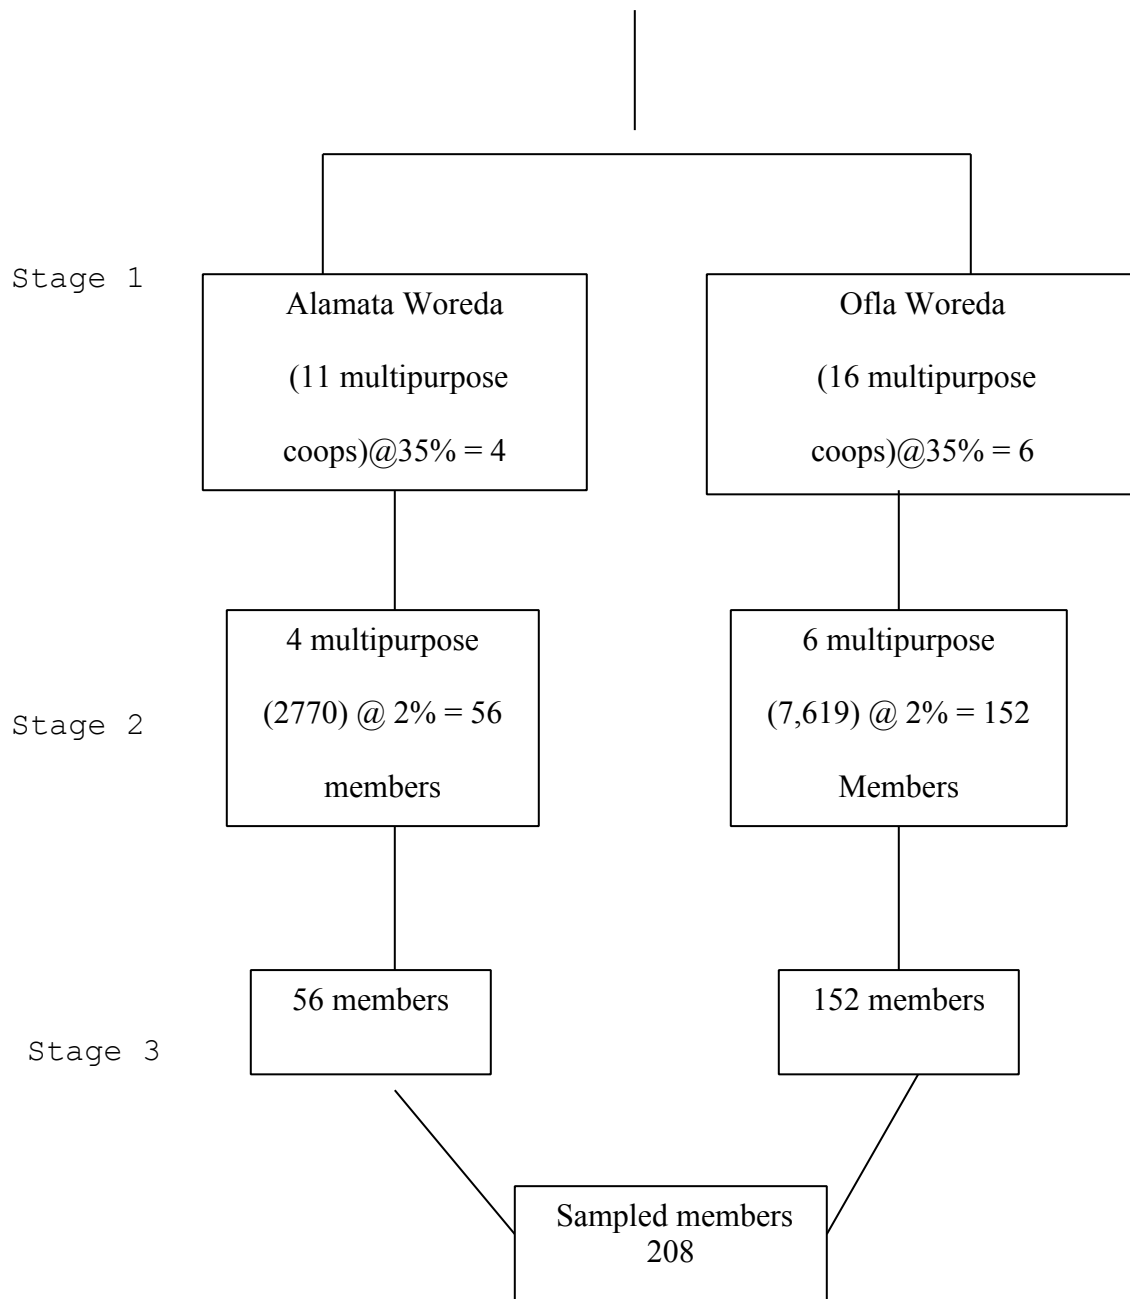 Stage 1
Alamata Woreda
(11 multipurpose
coops)@35% = 4
Ofla Woreda
(16 multipurpose
coops)@35% = 6
Stage 2
4 multipurpose
(2770) @ 2% = 56
members
6 multipurpose
(7,619) @ 2% = 152
Members
Stage 3
56 members
152 members
Sampled members
208